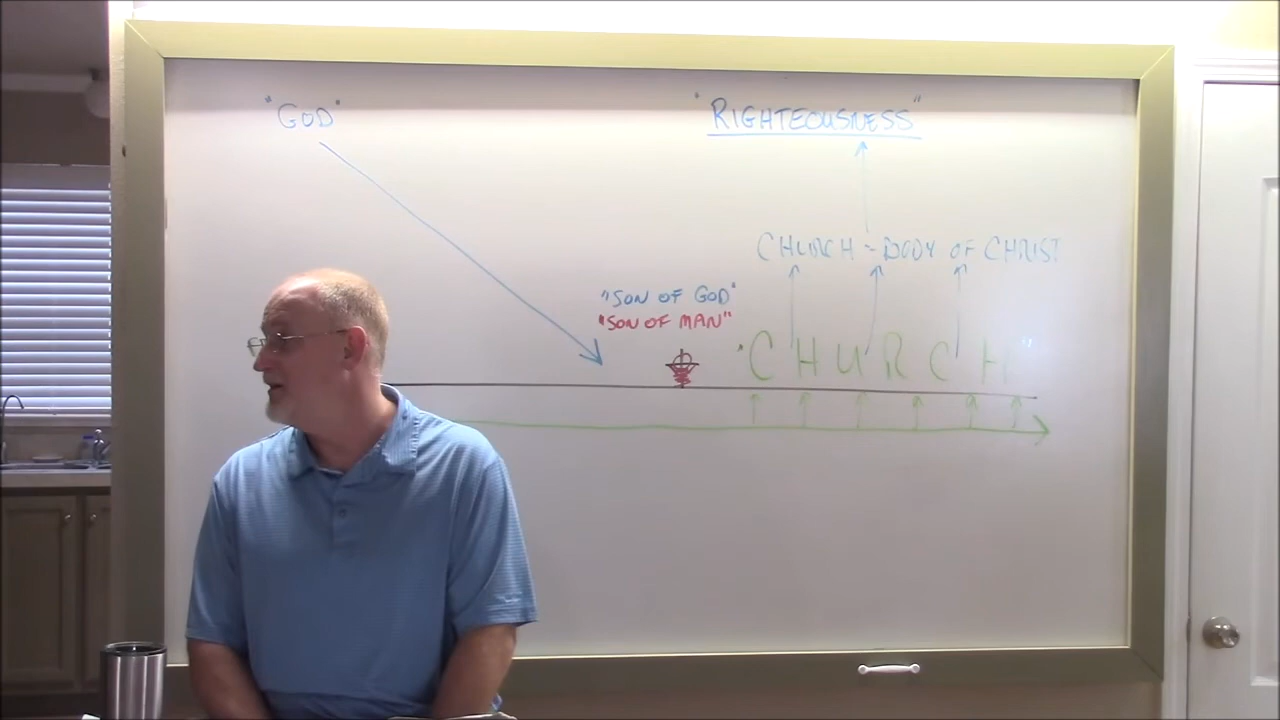 "GOD"
"RIGHTEOUSNESS"
CHURCH ~ BODY OF CHRIST
"SON OF GOD"
"SON OF MAN"
"CHURCH"